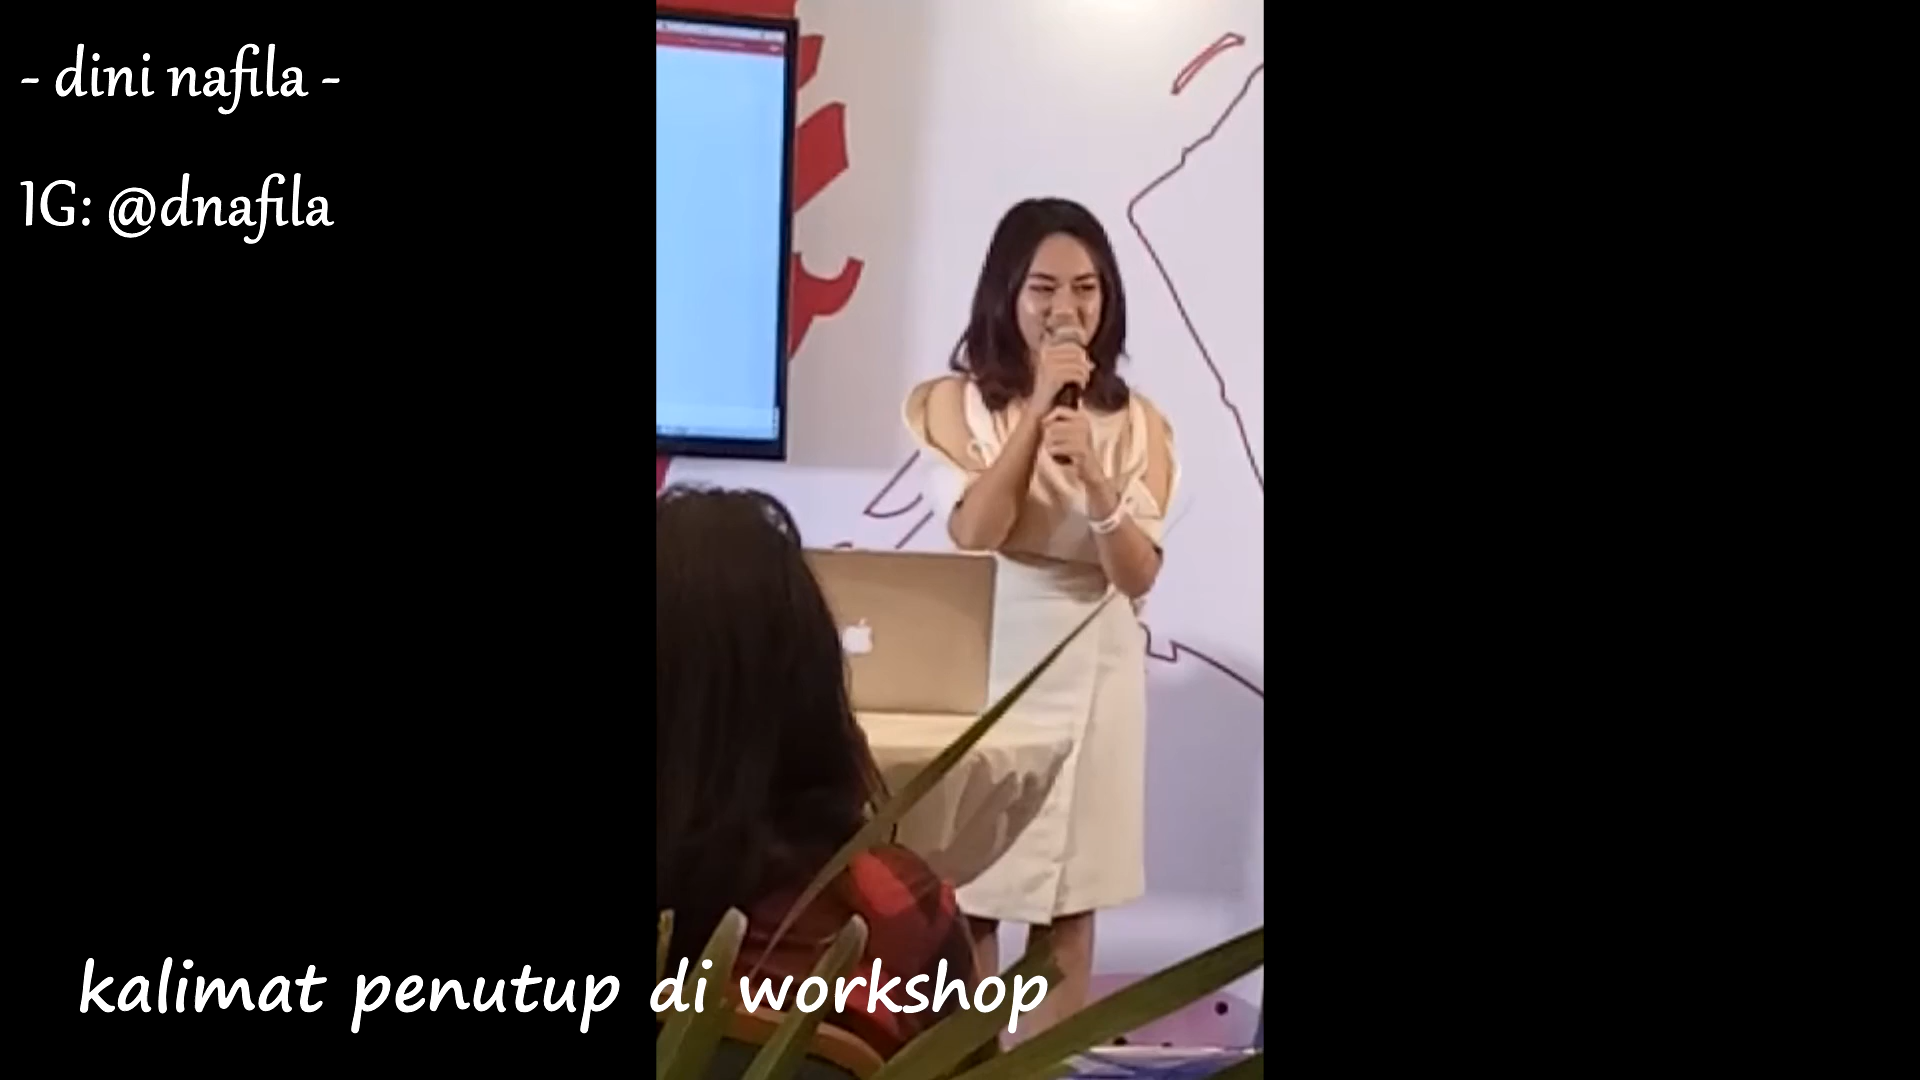 - dini nafila -
IG: @dnafila
kalimat penutup di workshop